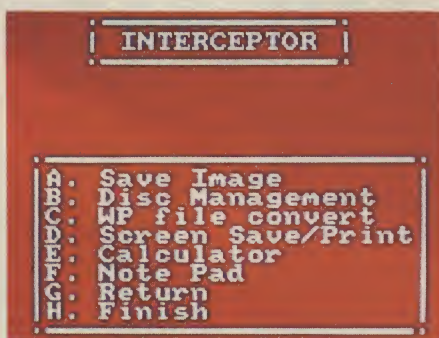 INTERCEPTOR
A. Save Image
B. Disc Management
C. WP file convert
D. Screen Save/Print
E. Calculator
F. Note Pad
G. Return
H. Finish